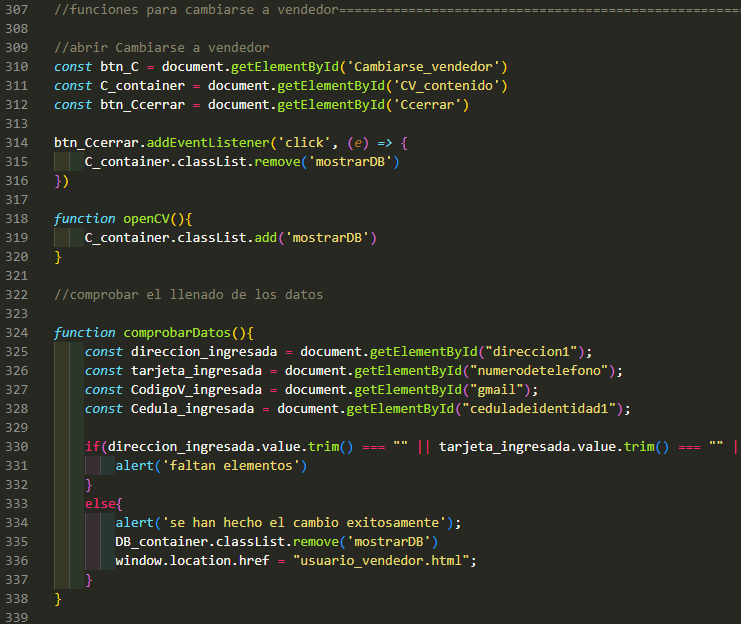 307 //funciones para cambiarse a vendedor====================================================
308
309 //abrir Cambiarse a vendedor
310 const btn_C = document.getElementById('Cambiarse_vendedor')
311 const C_container = document.getElementById('CV_contenido')
312 const btn_Ccerrar = document.getElementById('Ccerrar')
313
314 btn_Ccerrar.addEventListener('click', (e) => {
315     C_container.classList.remove('mostrarDB')
316 })
317
318 function openCV(){
319     C_container.classList.add('mostrarDB')
320 }
321
322 //comprobar el llenado de los datos
323
324 function comprobarDatos(){
325     const direccion_ingresada = document.getElementById("direccion1");
326     const tarjeta_ingresada = document.getElementById("numerodetelefono");
327     const CodigoV_ingresada = document.getElementById("gmail");
328     const Cedula_ingresada = document.getElementById("ceduladeidentidad1");
329
330     if(direccion_ingresada.value.trim() === "" || tarjeta_ingresada.value.trim() === "" |
331         alert('faltan elementos')
332     }
333     else{
334         alert('se han hecho el cambio exitosamente');
335         DB_container.classList.remove('mostrarDB')
336         window.location.href = "usuario_vendedor.html";
337     }
338 }
339